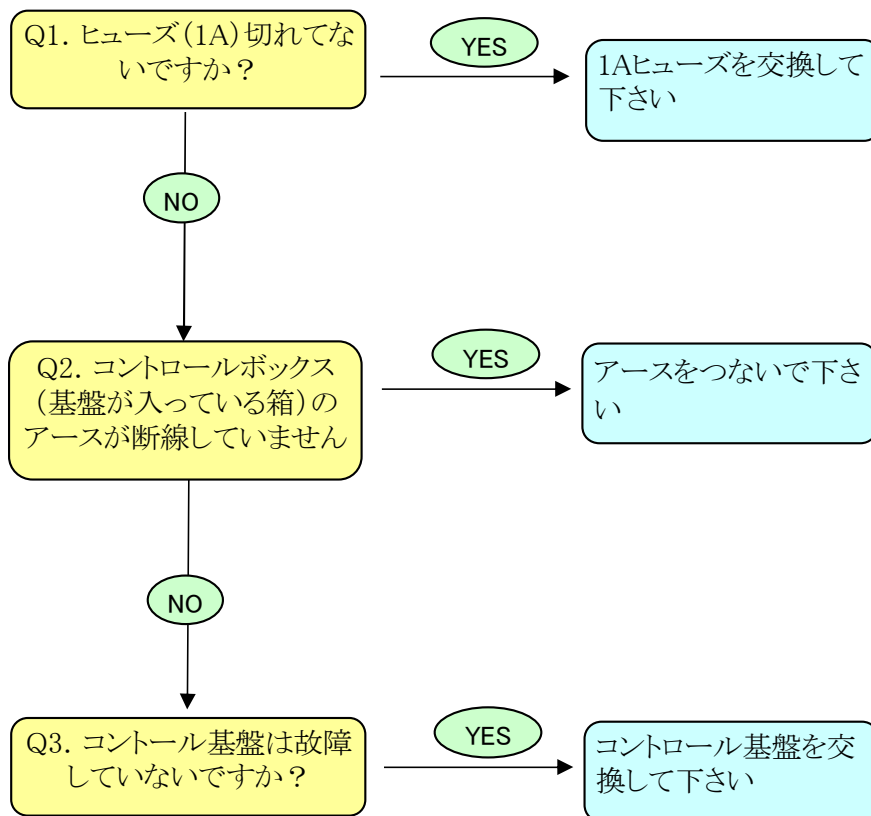 Q1. ヒューズ(1A)切れてな
いですか?
YES
1Aヒューズを交換して
下さい
NO
Q2. コントロールボックス
(基盤が入っている箱)の
アースが断線していません
YES
アースをつないで下さ
い
NO
Q3. コントール基盤は故障
していないですか?
YES
コントロール基盤を交
換して下さい